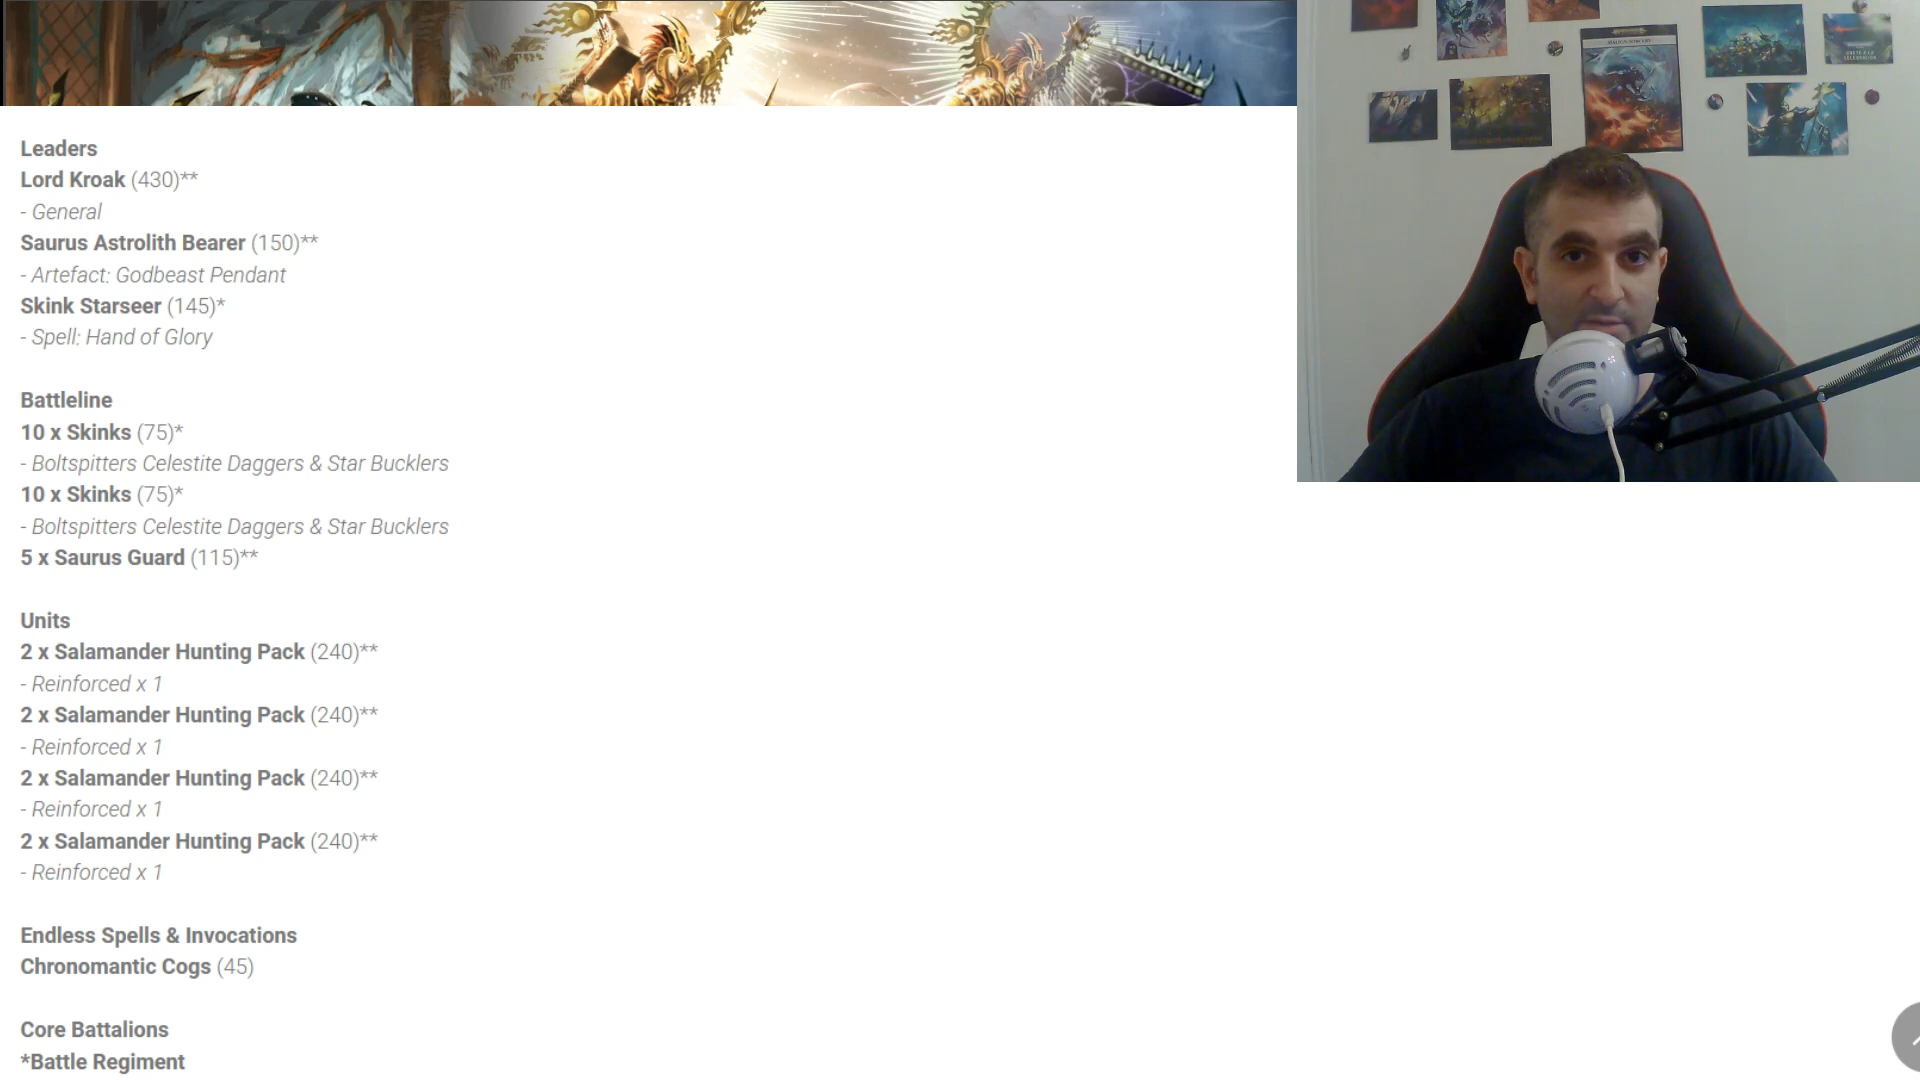 Leaders
Lord Kroak (430)**
- General
Saurus Astrolith Bearer (150)**
- Artefact: Godbeast Pendant
Skink Starseer (145)*
- Spell: Hand of Glory
Battleline
10 x Skinks (75)*
- Boltspitters Celestite Daggers & Star Bucklers
10 x Skinks (75)*
- Boltspitters Celestite Daggers & Star Bucklers
5 x Saurus Guard (115)**
Units
2 x Salamander Hunting Pack (240)**
- Reinforced x 1
2 x Salamander Hunting Pack (240)**
- Reinforced x 1
2 x Salamander Hunting Pack (240)**
- Reinforced x 1
2 x Salamander Hunting Pack (240)**
- Reinforced x 1
Endless Spells & Invocations
Chronomantic Cogs (45)
Core Battalions
*Battle Regiment